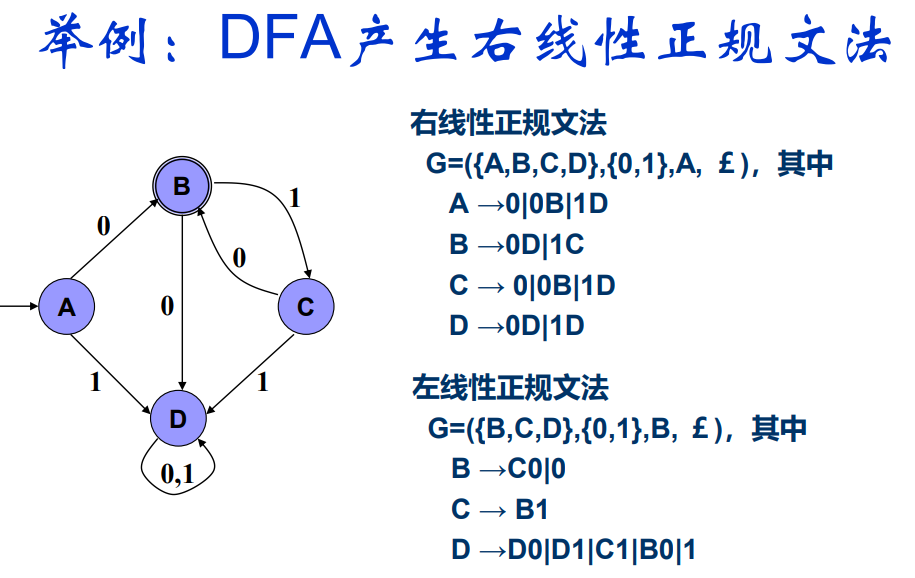 举例：DFA产生右线性正规文法
右线性正规文法
G=({A,B,C,D},{0,1},A, £ ), 其中
A →0|0B|1D
B →0D|1C
C → 0|0B|1D
D →0D|1D
左线性正规文法
G=({B,C,D},{0,1},B, £ ), 其中
B →C0|0
C → B1
D →D0|D1|C1|B0|1
B
1
0
0
A
0
C
1
1
D
0,1